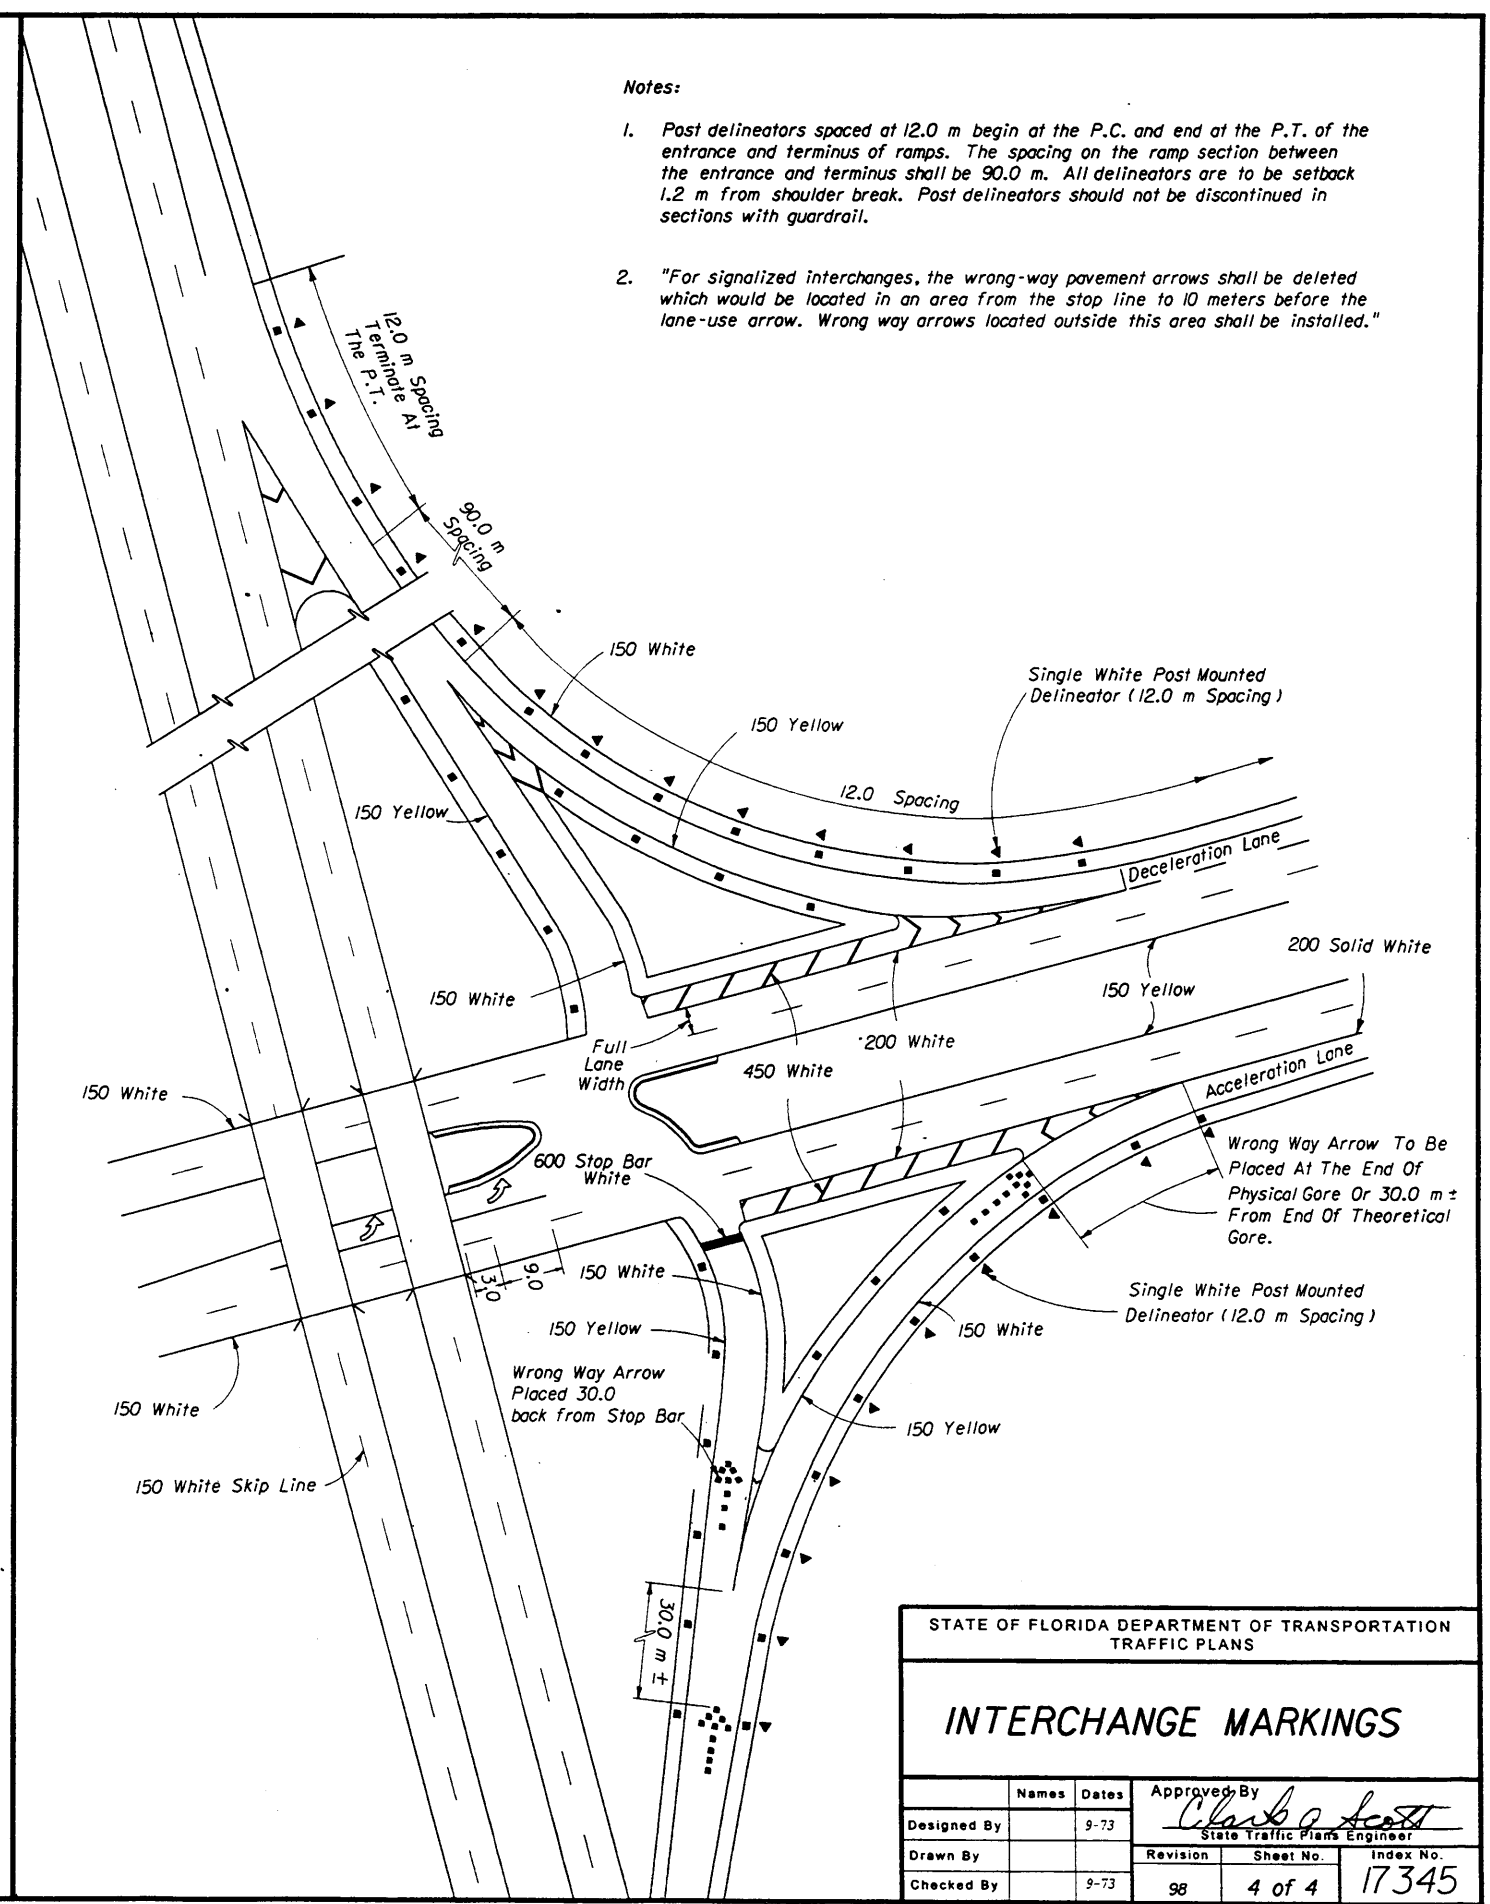 Notes:
1. Post delineators spaced at 12.0 m begin at the P.C. and end at the P.T. of the
entrance and terminus of ramps. The spacing on the ramp section between
the entrance and terminus shall be 90.0 m. All delineators are to be setback
1.2 m from shoulder break. Post delineators should not be discontinued in
sections with guardrail.
2. "For signalized interchanges, the wrong-way pavement arrows shall be deleted
which would be located in an area from the stop line to 10 meters before the
lane-use arrow. Wrong way arrows located outside this area shall be installed."
12.0 m Spacing
Terminate At
The P.T.
90.0 m
Spacing
150 White
Single White Post Mounted
Delineator (12.0 m Spacing)
150 Yellow
12.0 Spacing
150 Yellow
Deceleration Lane
200 Solid White
150 White
150 Yellow
Full
Lane
Width
200 White
450 White
150 White
Acceleration Lane
600 Stop Bar
White
Wrong Way Arrow To Be
Placed At The End Of
Physical Gore Or 30.0 m ±
From End Of Theoretical
Gore.
3.0
9.0
150 White
Single White Post Mounted
Delineator (12.0 m Spacing)
150 Yellow
150 White
Wrong Way Arrow
Placed 30.0
back from Stop Bar
150 White
150 Yellow
150 White Skip Line
30.0 m ±
STATE OF FLORIDA DEPARTMENT OF TRANSPORTATION
TRAFFIC PLANS
INTERCHANGE MARKINGS
Names Dates
Approved By
Clark A Scott
State Traffic Plans Engineer
Designed By 9-73
Drawn By
Checked By 9-73
Revision Sheet No. Index No.
98 4 of 4 17345